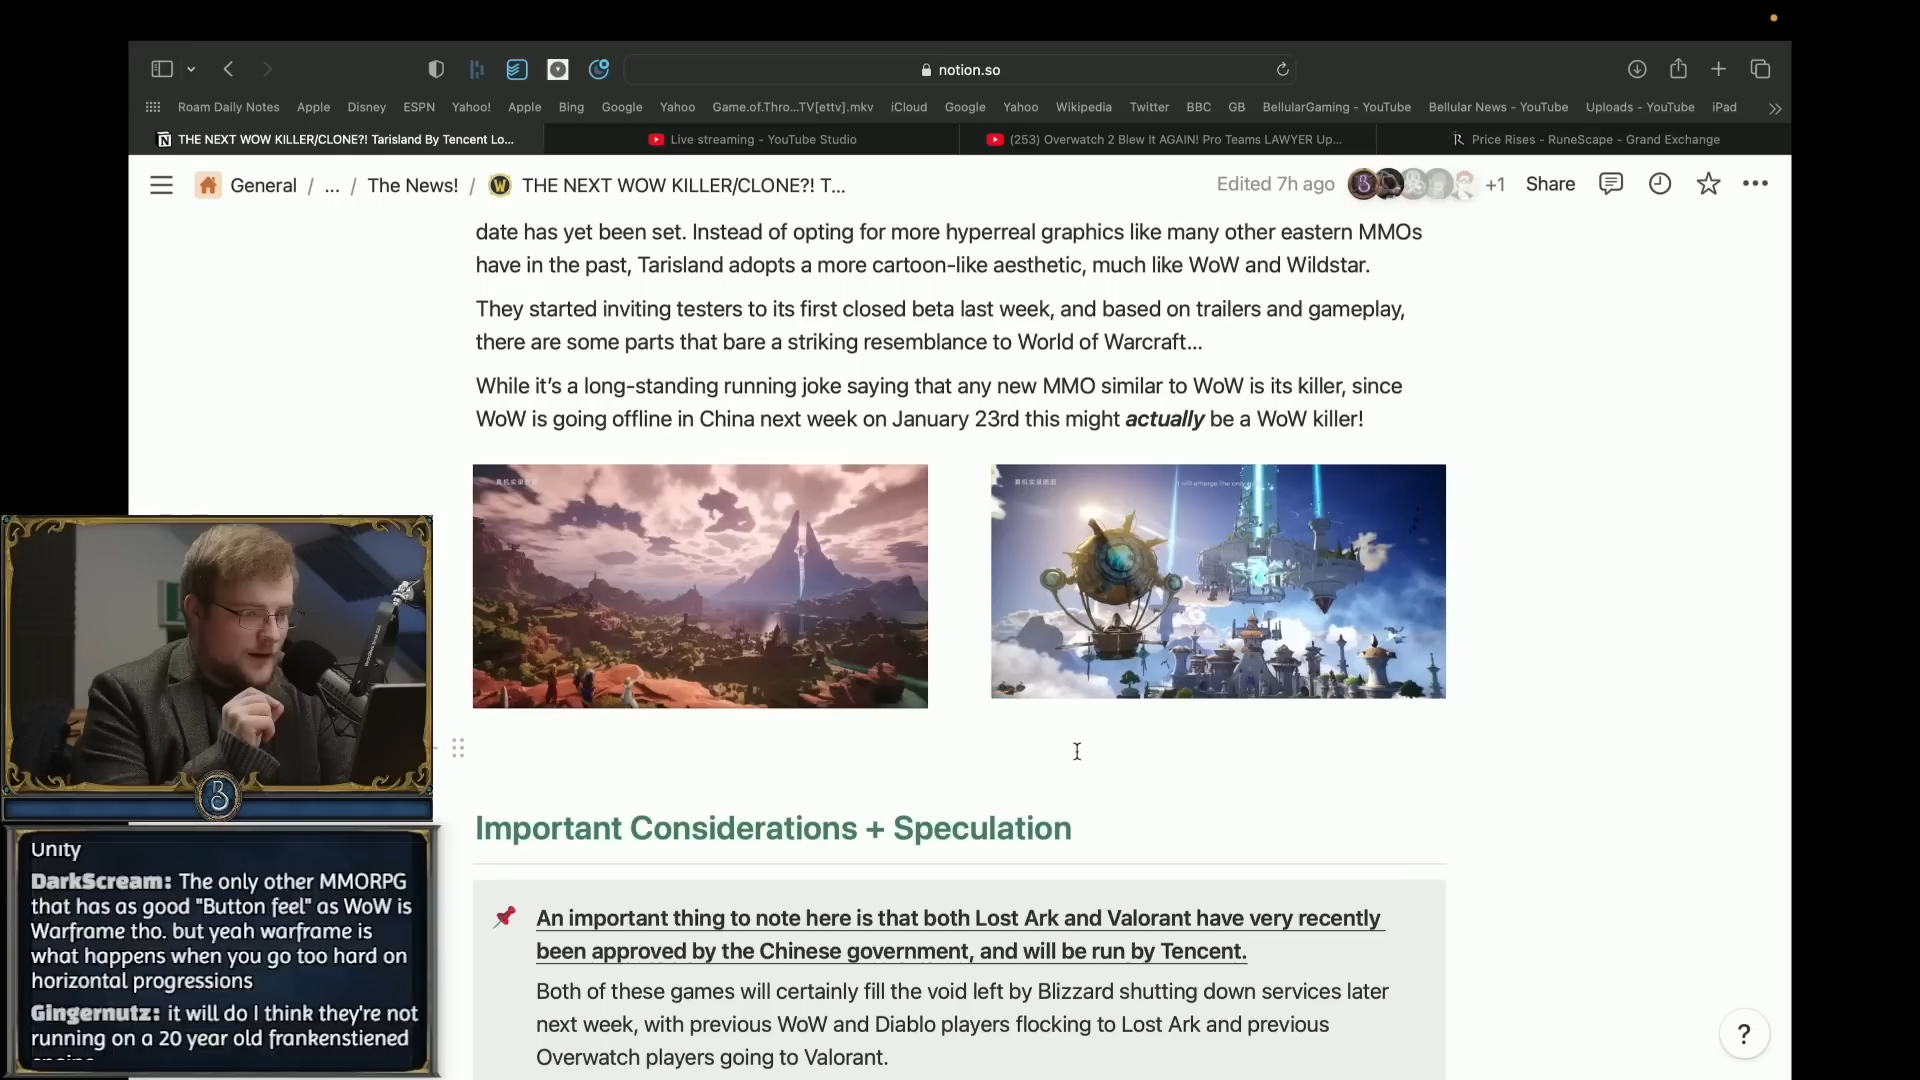 notion.so
Roam Daily Notes Apple Disney ESPN Yahoo! Apple Bing Google Yahoo Game.of.Thro...TV[ettv].mkv iCloud Google Yahoo Wikipedia Twitter BBC GB BellularGaming - YouTube Bellular News - YouTube Uploads - YouTube iPad
THE NEXT WOW KILLER/CLONE?! Tarisland By Tencent Lo... Live streaming - YouTube Studio (253) Overwatch 2 Blew It AGAIN! Pro Teams LAWYER Up... Price Rises - RuneScape - Grand Exchange
General / ... / The News! / THE NEXT WOW KILLER/CLONE?! T... Edited 7h ago +1 Share
date has yet been set. Instead of opting for more hyperreal graphics like many other eastern MMOs
have in the past, Tarisland adopts a more cartoon-like aesthetic, much like WoW and Wildstar.
They started inviting testers to its first closed beta last week, and based on trailers and gameplay,
there are some parts that bare a striking resemblance to World of Warcraft...
While it's a long-standing running joke saying that any new MMO similar to WoW is its killer, since
WoW is going offline in China next week on January 23rd this might actually be a WoW killer!
Important Considerations + Speculation
An important thing to note here is that both Lost Ark and Valorant have very recently
been approved by the Chinese government, and will be run by Tencent.
Both of these games will certainly fill the void left by Blizzard shutting down services later
next week, with previous WoW and Diablo players flocking to Lost Ark and previous
Overwatch players going to Valorant.
?
B
Unity
DarkScream: The only other MMORPG
that has as good "Button feel" as WoW is
Warframe tho. but yeah warframe is
what happens when you go too hard on
horizontal progressions
Gingernutz: it will do I think they're not
running on a 20 year old frankenstiened